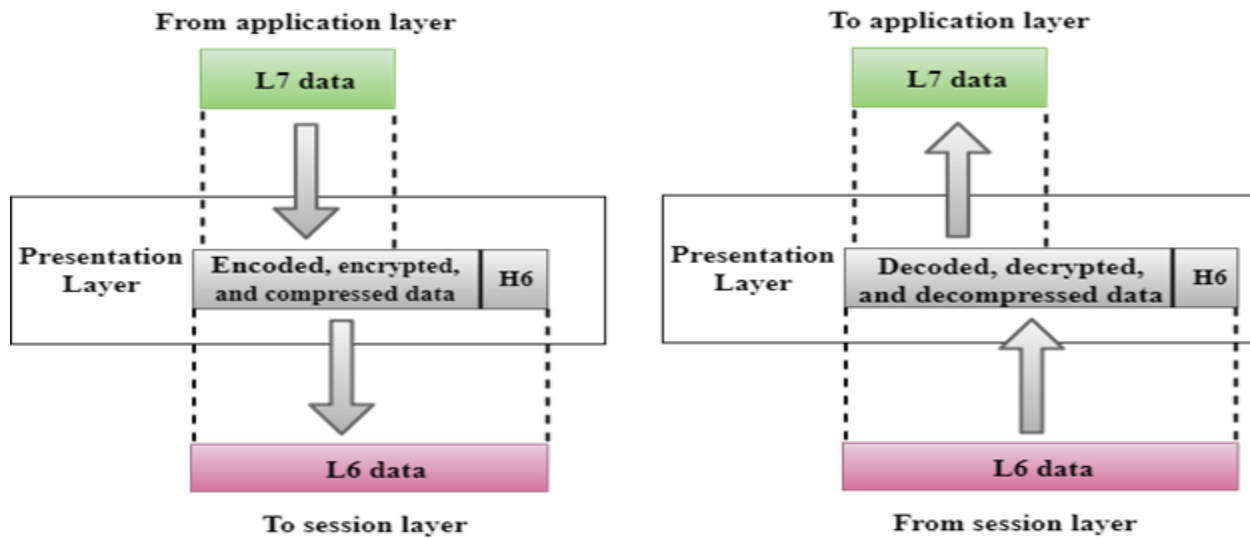 From application layer
L7 data
Presentation
Layer
Encoded, encrypted,
and compressed data
H6
L6 data
To session layer
To application layer
L7 data
Presentation
Layer
Decoded, decrypted,
and decompressed data
H6
L6 data
From session layer